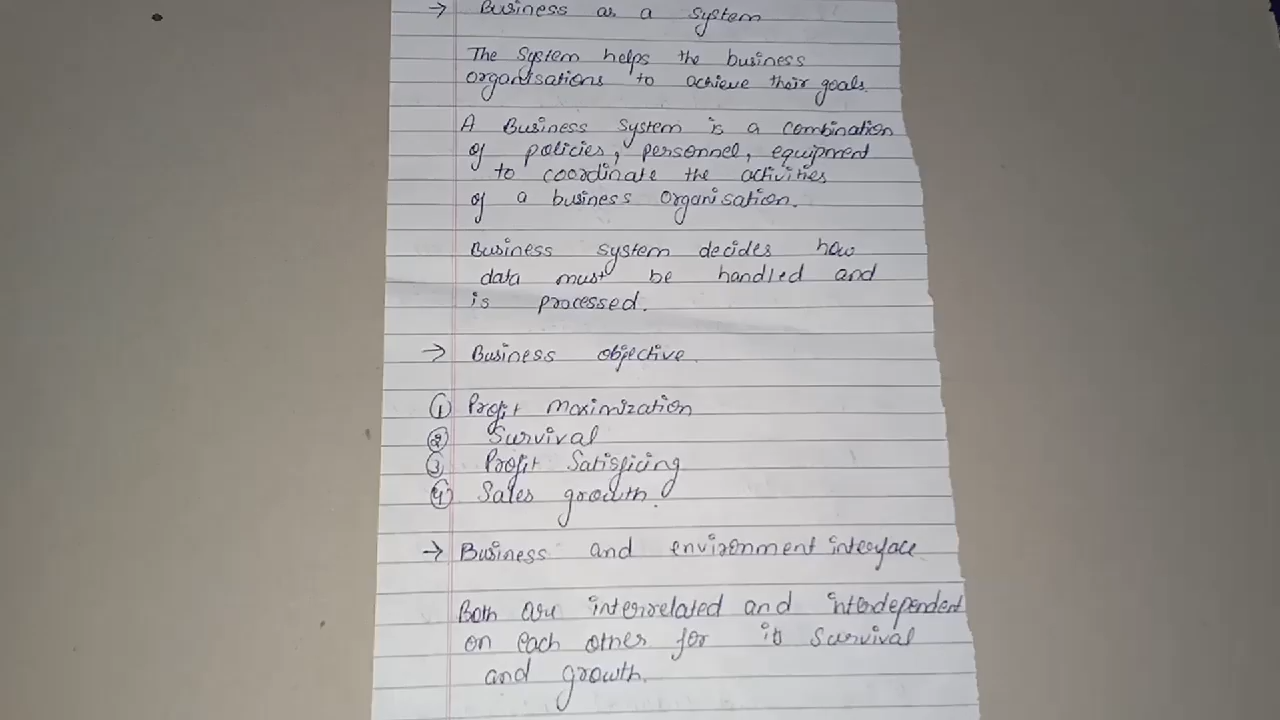 → Business as a System
The System helps the business
organisations to achieve their goals.
A Business System is a combination
of policies, personnel, equipment
to coordinate the activities
of a business organisation.
Business system decides how
data must be handled and
is processed.
→ Business objective.
① Profit maximization
② Survival
③ Profit Satisficing
④ Sales growth.
→ Business and environment interface
Both are interrelated and interdependent
on each other for its survival
and growth.